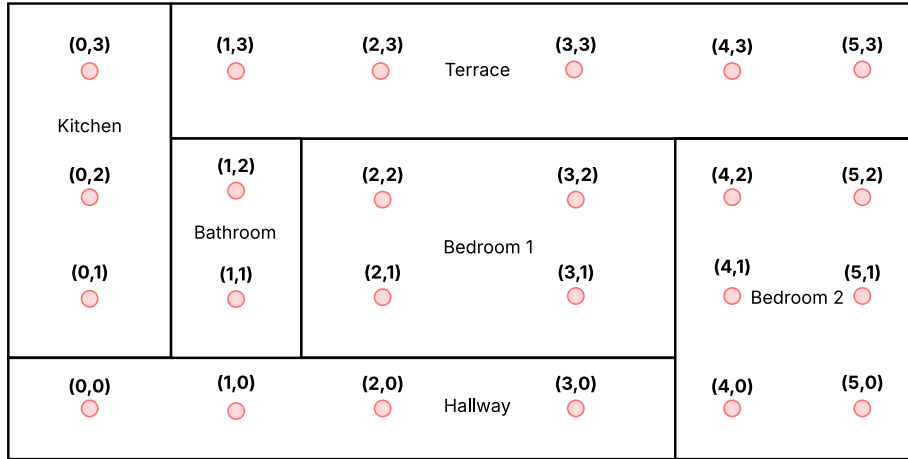 (0,3) (1,3) (2,3) (3,3) (4,3) (5,3)
Terrace
Kitchen
(0,2) (1,2) (2,2) (3,2) (4,2) (5,2)
Bathroom
Bedroom 1
(0,1) (1,1) (2,1) (3,1) (4,1) (5,1)
Bedroom 2
(0,0) (1,0) (2,0) (3,0) (4,0) (5,0)
Hallway